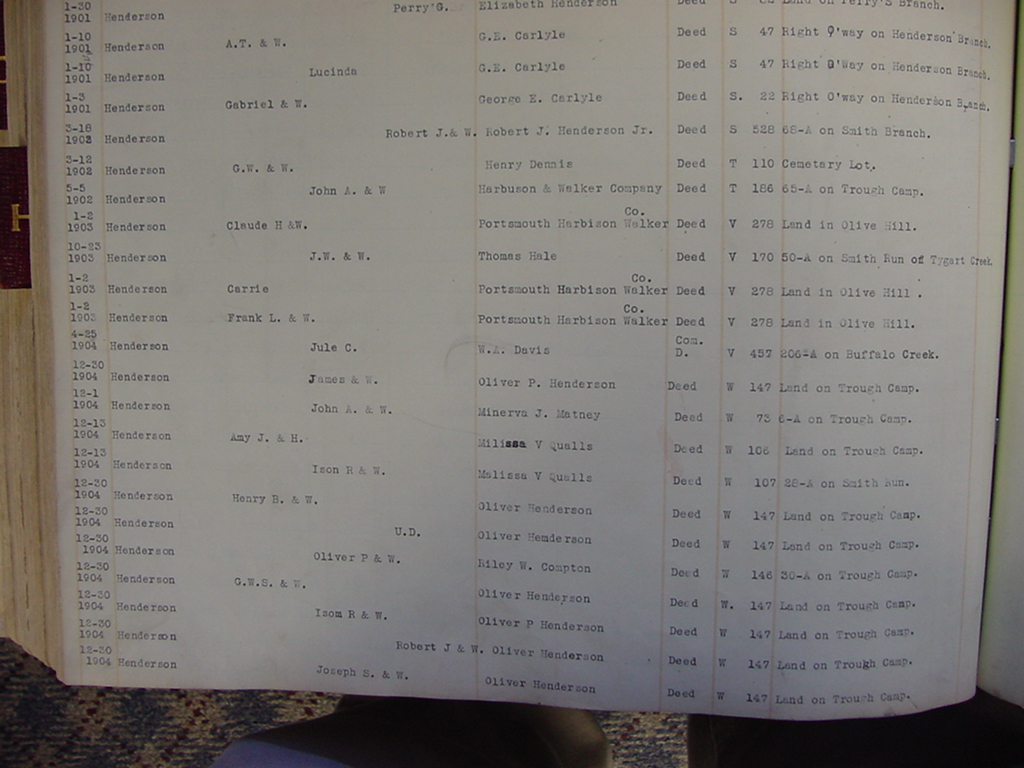 1-30
1901 Henderson Perry G. Elizabeth Henderson Deed S Land on Perry'S Branch.
1-10
1901 Henderson A.T. & W. G.E. Carlyle Deed S 47 Right O'way on Henderson Branch.
1-10
1901 Henderson Lucinda G.E. Carlyle Deed S 47 Right O'Way on Henderson Branch.
1-3
1901 Henderson Gabriel & W. George E. Carlyle Deed S. 22 Right O'way on Henderson Branch.
3-18
1902 Henderson Robert J.& W. Robert J. Henderson Jr. Deed S 528 68-A on Smith Branch.
3-12
1902 Henderson G.W. & W. Henry Dennis Deed T 110 Cemetary Lot.
5-5
1902 Henderson John A. & W Harbuson & Walker Company Deed T 186 65-A on Trough Camp.
1-2 Co.
1903 Henderson Claude H &W. Portsmouth Harbison Walker Deed V 278 Land in Olive Hill.
10-23
1903 Henderson J.W. & W. Thomas Hale Deed V 170 50-A on Smith Run of Tygart Creek.
1-2 Co.
1903 Henderson Carrie Portsmouth Harbison Walker Deed V 278 Land in Olive Hill .
1-2 Co.
1903 Henderson Frank L. & W. Portsmouth Harbison Walker Deed V 278 Land in Olive Hill.
4-25 Com.
1904 Henderson Jule C. W.A. Davis D. V 457 206-A on Buffalo Creek.
12-30
1904 Henderson James & W. Oliver P. Henderson Deed W 147 Land on Trough Camp.
12-1
1904 Henderson John A. & W. Minerva J. Matney Deed W 73 6-A on Trough Camp.
12-13
1904 Henderson Amy J. & H. Milissa V Qualls Deed W 106 Land on Trough Camp.
12-13
1904 Henderson Ison R & W. Malissa V Qualls Deed W 107 28-A on Smith Run.
12-30
1904 Henderson Henry B. & W. Oliver Henderson Deed W 147 Land on Trough Camp.
12-30
1904 Henderson U.D. Oliver Hemderson Deed W 147 Land on Trough Camp.
12-30
1904 Henderson Oliver P & W. Riley W. Compton Deed W 146 30-A on Trough Camp.
12-30
1904 Henderson G.W.S. & W. Oliver Henderson Deed W. 147 Land on Trough Camp.
12-30
1904 Henderson Isom R & W. Oliver P Henderson Deed W 147 Land on Trough Camp.
12-30
1904 Henderson Robert J & W. Oliver Henderson Deed W 147 Land on Trough Camp.
12-30
1904 Henderson Joseph S. & W. Oliver Henderson Deed W 147 Land on Trough Camp.
H